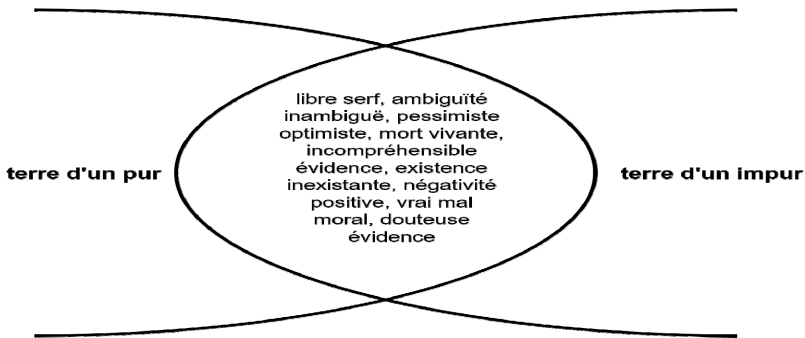 libre serf, ambiguïté
inambiguë, pessimiste
optimiste, mort vivante,
incompréhensible
évidence, existence
inexistante, négativité
positive, vrai mal
moral, douteuse
évidence
terre d'un pur
terre d'un impur